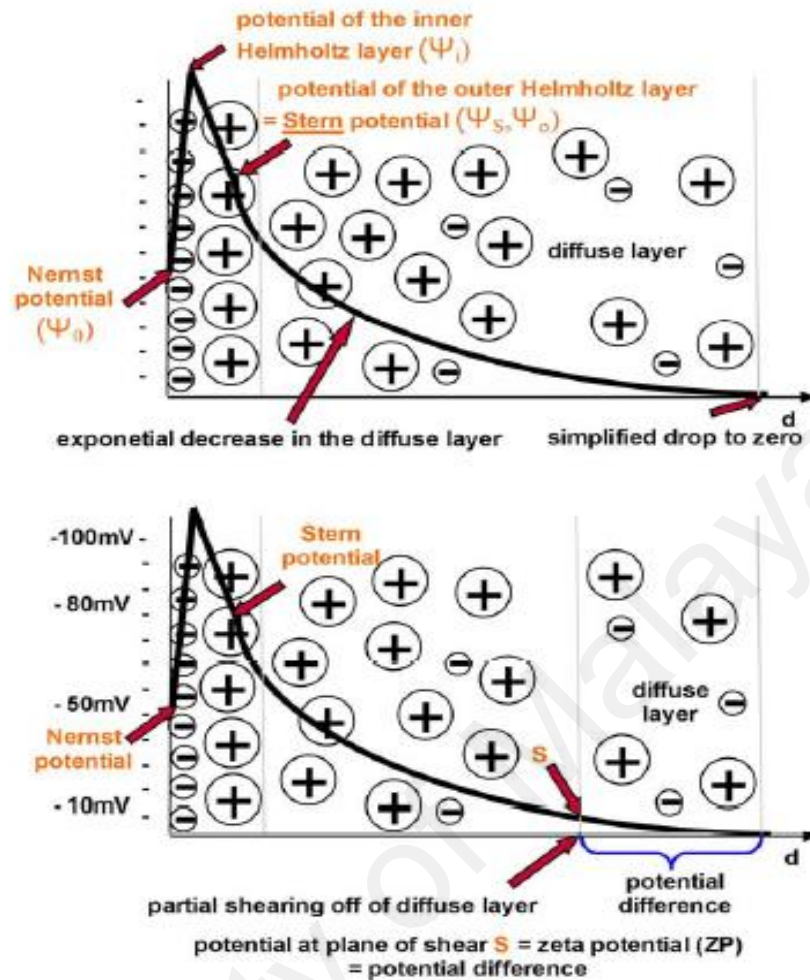 potential of the inner
Helmholtz layer (Ψi)
potential of the outer Helmholtz layer
= Stern potential (ΨS,Ψo)
diffuse layer
Nernst
potential
(Ψ0)
d
exponetial decrease in the diffuse layer
simplified drop to zero
-100mV -
Stern
potential
- 80mV
- 50mV
diffuse
layer
Nernst
potential
S
- 10mV
d
partial shearing off of diffuse layer
potential
difference
potential at plane of shear S = zeta potential (ZP)
= potential difference
y of Malaya